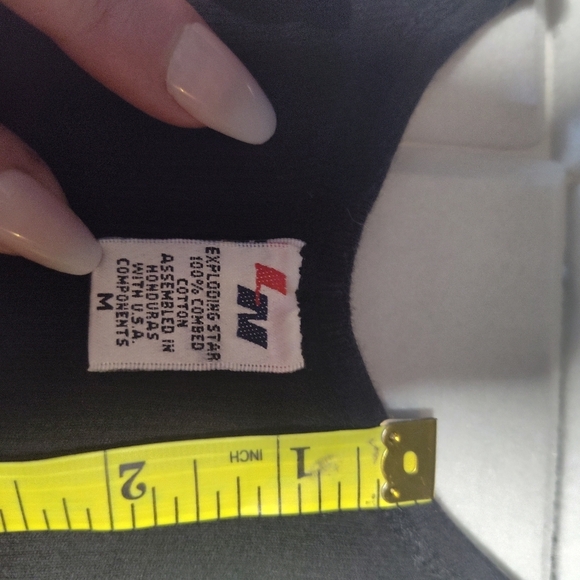 EXPLODING STAR
100% COMBED
COTTON
ASSEMBLED IN
HONDURAS
WITH U.S.A.
COMPONENTS
M
1 INCH 2